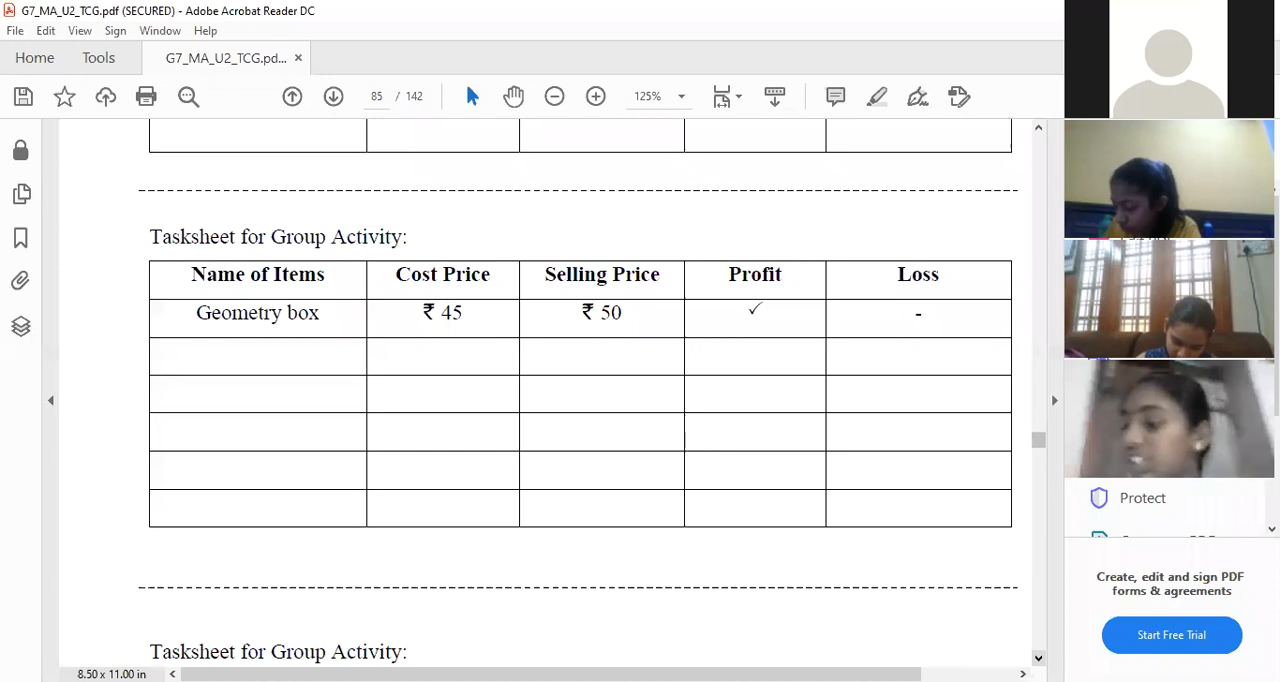 G7_MA_U2_TCG.pdf (SECURED) - Adobe Acrobat Reader DC
File Edit View Sign Window Help
Home Tools G7_MA_U2_TCG.pd... ×
85 / 142 125%
Tasksheet for Group Activity:
Name of Items Cost Price Selling Price Profit Loss
Geometry box ₹ 45 ₹ 50 ✓ -
Protect
Create, edit and sign PDF
forms & agreements
Start Free Trial
Tasksheet for Group Activity:
8.50 x 11.00 in